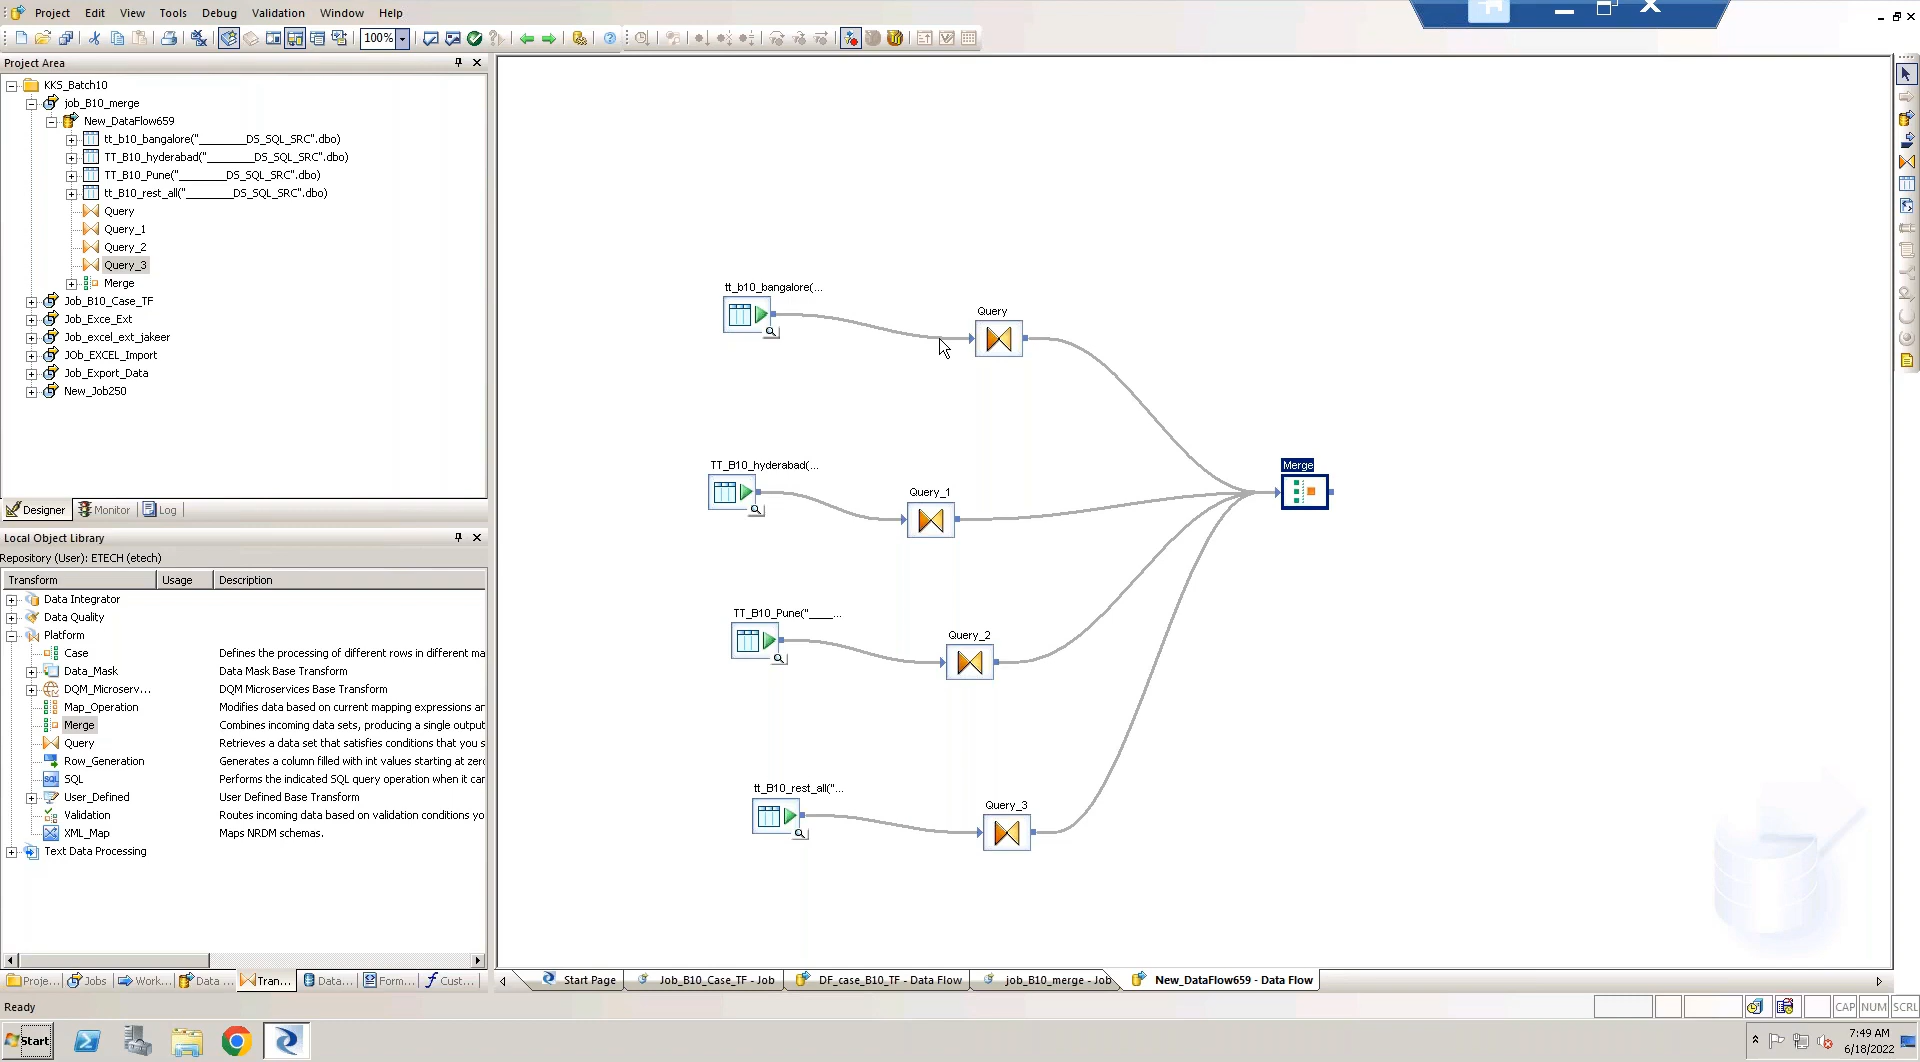 Project Edit View Tools Debug Validation Window Help
100%
Project Area
KKS_Batch10
job_B10_merge
New_DataFlow659
tt_b10_bangalore("________DS_SQL_SRC".dbo)
TT_B10_hyderabad("________DS_SQL_SRC".dbo)
TT_B10_Pune("________DS_SQL_SRC".dbo)
tt_B10_rest_all("________DS_SQL_SRC".dbo)
Query
Query_1
Query_2
Query_3
Merge
Job_B10_Case_TF
Job_Exce_Ext
Job_excel_ext_jakeer
JOb_EXCEL_Import
Job_Export_Data
New_Job250
Designer Monitor Log
Local Object Library
Repository (User): ETECH (etech)
Transform Usage Description
Data Integrator
Data Quality
Platform
Case Defines the processing of different rows in different ma
Data_Mask Data Mask Base Transform
DQM_Microserv... DQM Microservices Base Transform
Map_Operation Modifies data based on current mapping expressions ar
Merge Combines incoming data sets, producing a single output
Query Retrieves a data set that satisfies conditions that you s
Row_Generation Generates a column filled with int values starting at zero
SQL Performs the indicated SQL query operation when it car
User_Defined User Defined Base Transform
Validation Routes incoming data based on validation conditions yo
XML_Map Maps NRDM schemas.
Text Data Processing
Proje... Jobs Work... Data ... Tran... Data... Form... Cust...
tt_b10_bangalore(...
Query
TT_B10_hyderabad(...
Query_1
Merge
TT_B10_Pune("____...
Query_2
tt_B10_rest_all("...
Query_3
Start Page Job_B10_Case_TF - Job DF_case_B10_TF - Data Flow job_B10_merge - Job New_DataFlow659 - Data Flow
Ready CAP NUM SCRL
Start
7:49 AM
6/18/2022